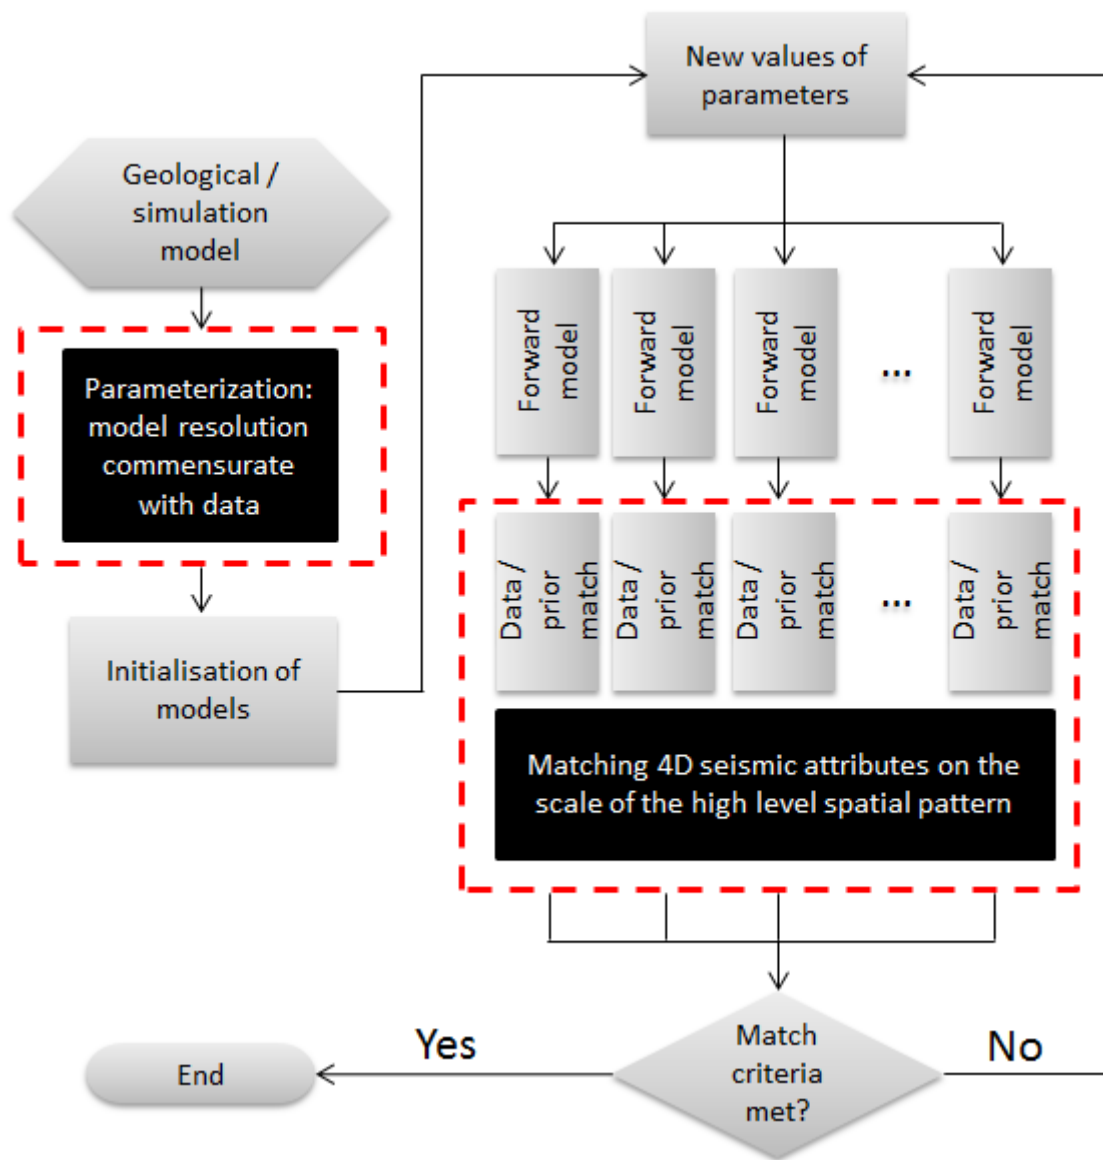 New values of
parameters
Geological /
simulation
model
Parameterization:
model resolution
commensurate
with data
Initialisation of
models
Forward
model
Forward
model
Forward
model
...
Forward
model
Data /
prior
match
Data /
prior
match
Data /
prior
match
...
Data /
prior
match
Matching 4D seismic attributes on the
scale of the high level spatial pattern
Match
criteria
met?
Yes
No
End